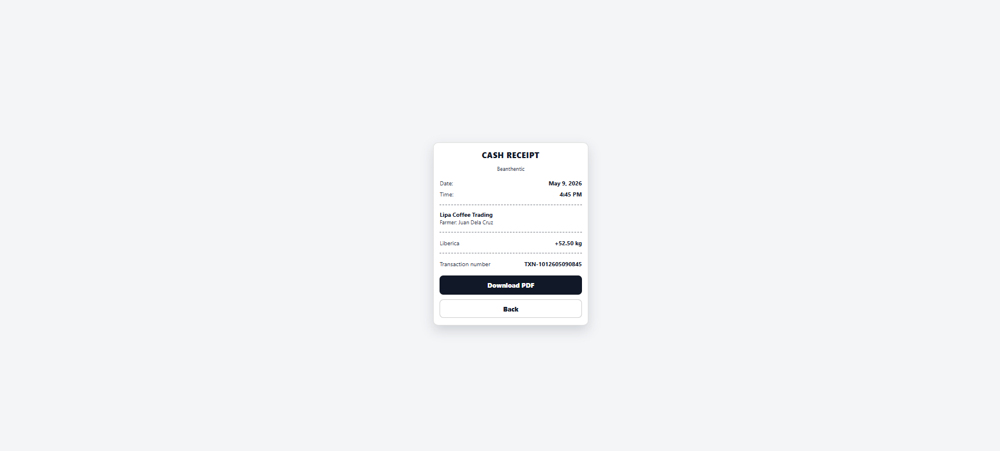 CASH RECEIPT
Beanthentic
Date: May 9, 2026
Time: 4:45 PM
Lipa Coffee Trading
Farmer: Juan Dela Cruz
Liberica +52.50 kg
Transaction number TXN-1012605090845
Download PDF
Back